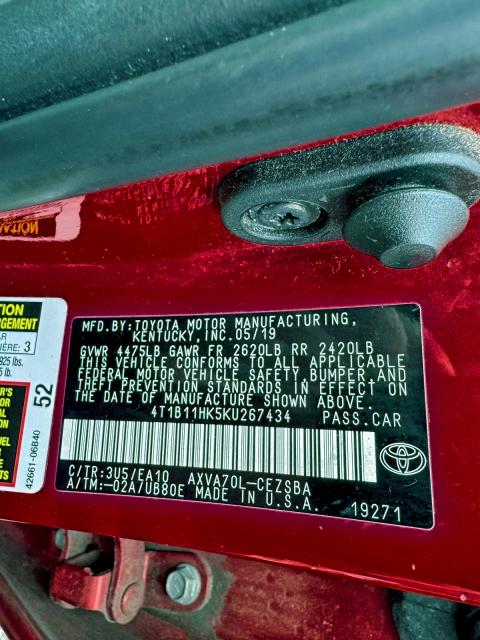 MFD.BY:TOYOTA MOTOR MANUFACTURING,
KENTUCKY,INC.05/19
GVWR 4475LB GAWR FR 2620LB RR 2420LB
THIS VEHICLE CONFORMS TO ALL APPLICABLE
FEDERAL MOTOR VEHICLE SAFETY,BUMPER AND
THEFT PREVENTION STANDARDS IN EFFECT ON
THE DATE OF MANUFACTURE SHOWN ABOVE.
4T1B11HK5KU267434 PASS.CAR
C/TR:3U5/EA10 AXVA70L-CEZSBA
A/TM:-02A/UB80E MADE IN U.S.A.
19271
3
925 lbs.
52
42661-06B40